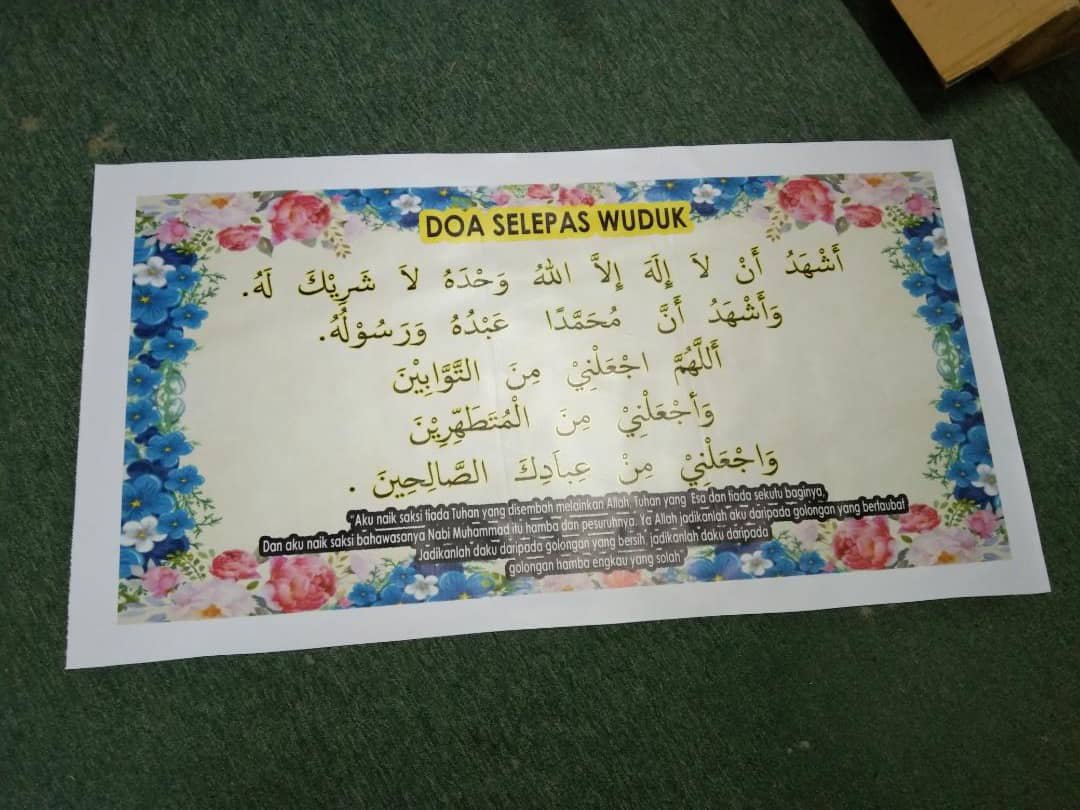 DOA SELEPAS WUDUK
أَشْهَدُ أَنْ لاَ إِلَهَ إِلاَّ اللهُ وَحْدَهُ لاَ شَرِيْكَ لَهُ.
وَأَشْهَدُ أَنَّ مُحَمَّدًا عَبْدُهُ وَرَسُوْلُهُ.
أَللَّهُمَّ اجْعَلْنِيْ مِنَ التَّوَّابِيْنَ
وَأجْعَلْنِيْ مِنَ الْمُتَطَهِّرِيْنَ
وَاجْعَلْنِيْ مِنْ عِبَادِكَ الصَّالِحِينَ .
"Aku naik saksi tiada Tuhan yang disembah melainkan Allah, Tuhan yang Esa dan tiada sekutu baginya,
Dan aku naik saksi bahawasanya Nabi Muhammad itu hamba dan pesuruhnya. Ya Allah jadikanlah aku daripada golongan yang bertaubat
Jadikanlah daku daripada golongan yang bersih, jadikanlah daku daripada
golongan hamba engkau yang solah"